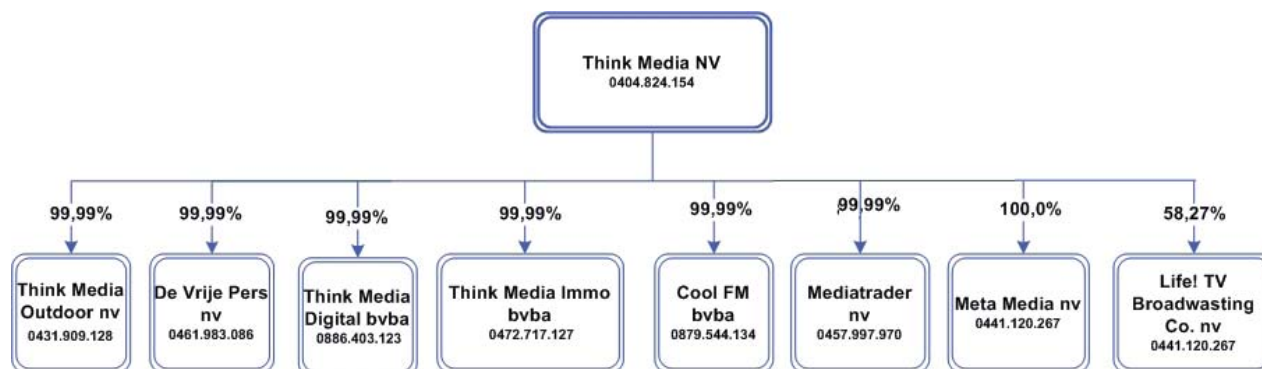 Think Media NV
0404.824.154
99,99%
99,99%
99,99%
99,99%
99,99%
99,99%
100,0%
58,27%
Think Media
Outdoor nv
0431.909.128
De Vrije Pers
nv
0461.983.086
Think Media
Digital bvba
0886.403.123
Think Media Immo
bvba
0472.717.127
Cool FM
bvba
0879.544.134
Mediatrader
nv
0457.997.970
Meta Media nv
0441.120.267
Life! TV
Broadwasting
Co. nv
0441.120.267